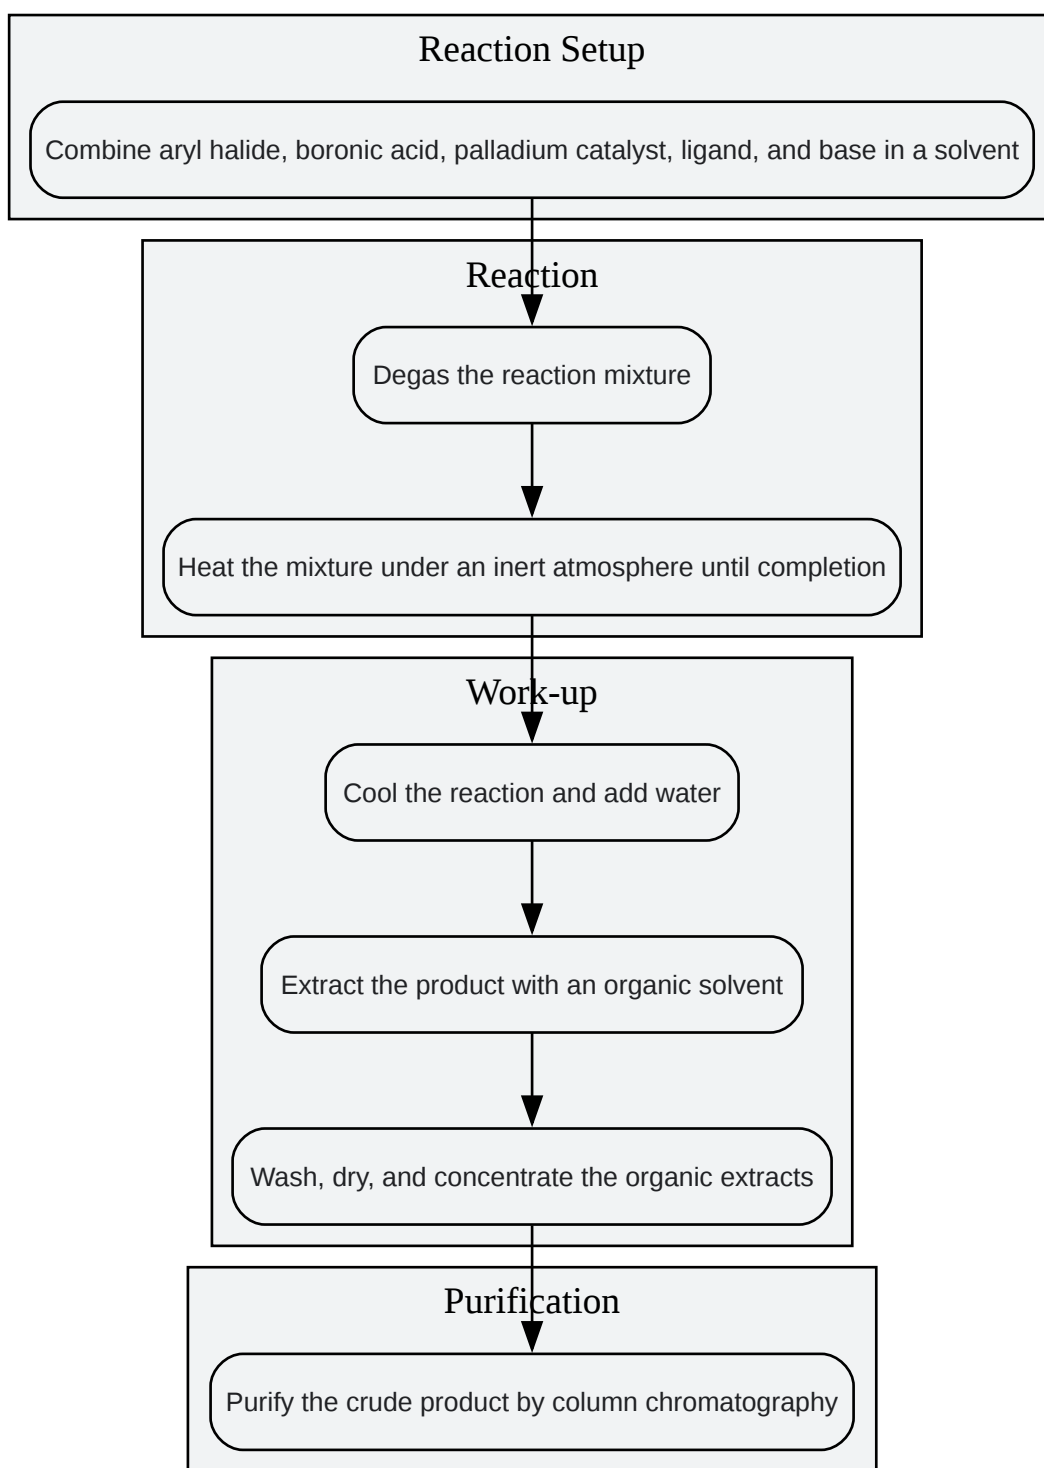 Reaction Setup
Combine aryl halide, boronic acid, palladium catalyst, ligand, and base in a solvent
Reaction
Degas the reaction mixture
Heat the mixture under an inert atmosphere until completion
Work-up
Cool the reaction and add water
Extract the product with an organic solvent
Wash, dry, and concentrate the organic extracts
Purification
Purify the crude product by column chromatography